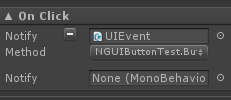 On Click
Notify UIEvent
Method NGUIButtonTest.Bu
Notify None (MonoBehavio